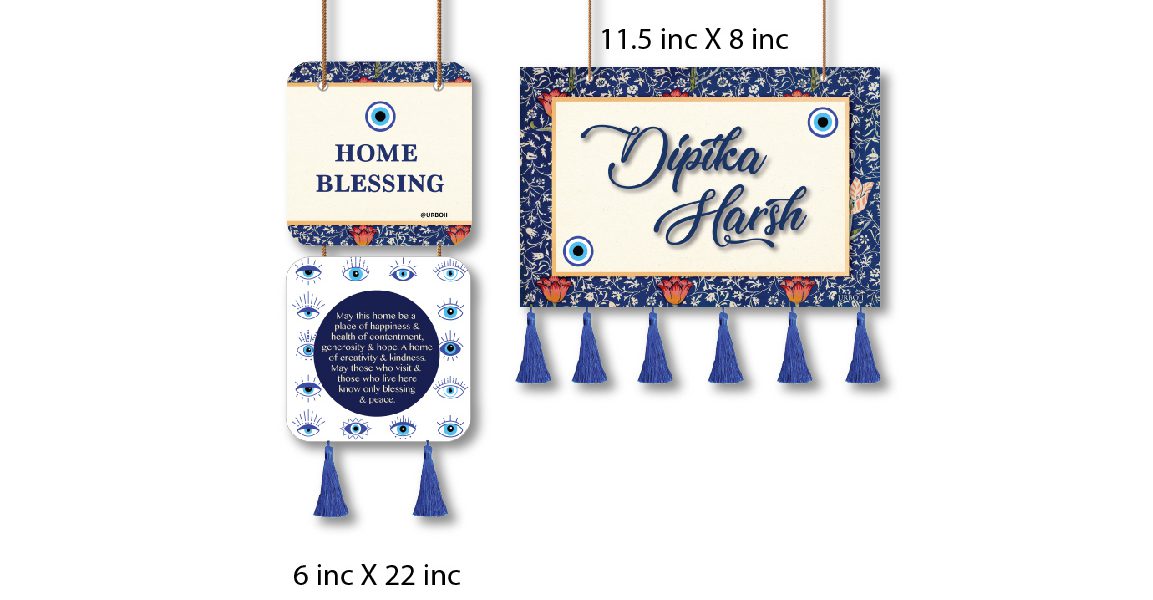 11.5 inc X 8 inc
HOME
BLESSING
@URBOII
Dipika
Harsh
May this home be a
place of happiness &
health of contentment,
generosity & hope. A home
of creativity & kindness.
May those who visit &
those who live here
know only blessing
& peace.
6 inc X 22 inc